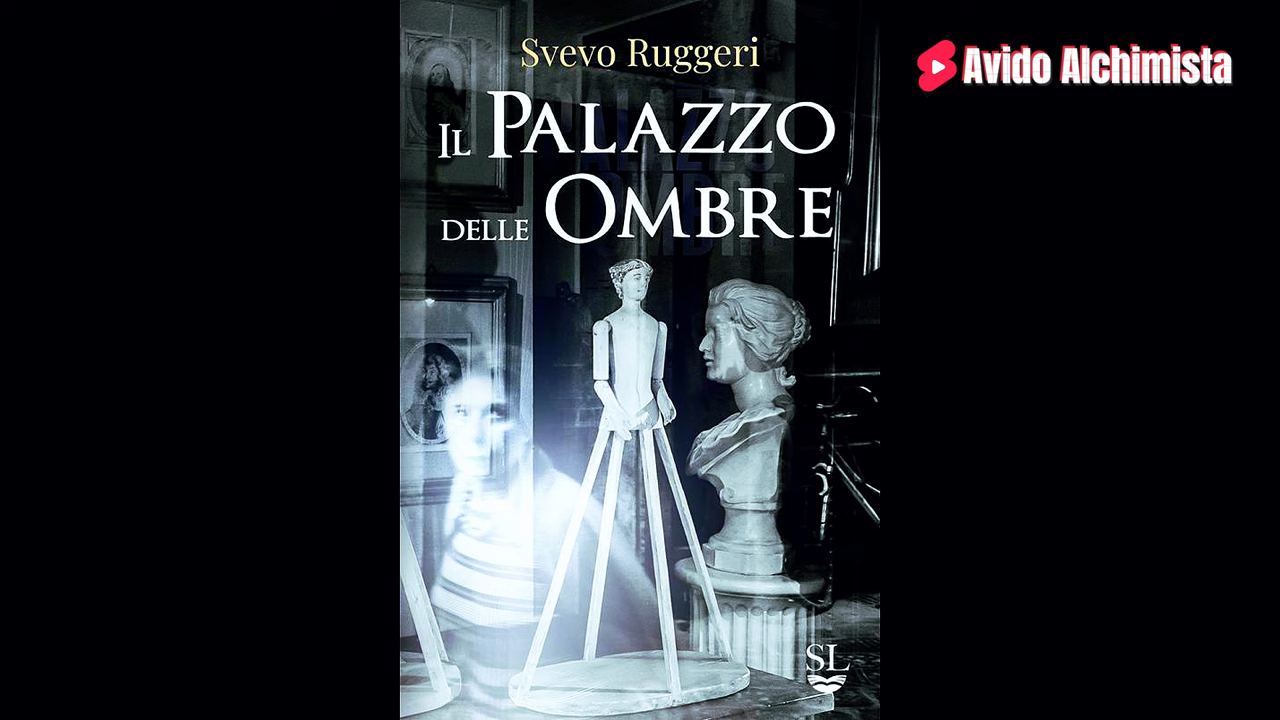 Svevo Ruggeri
IL PALAZZO
DELLE OMBRE
SL
Avido Alchimista